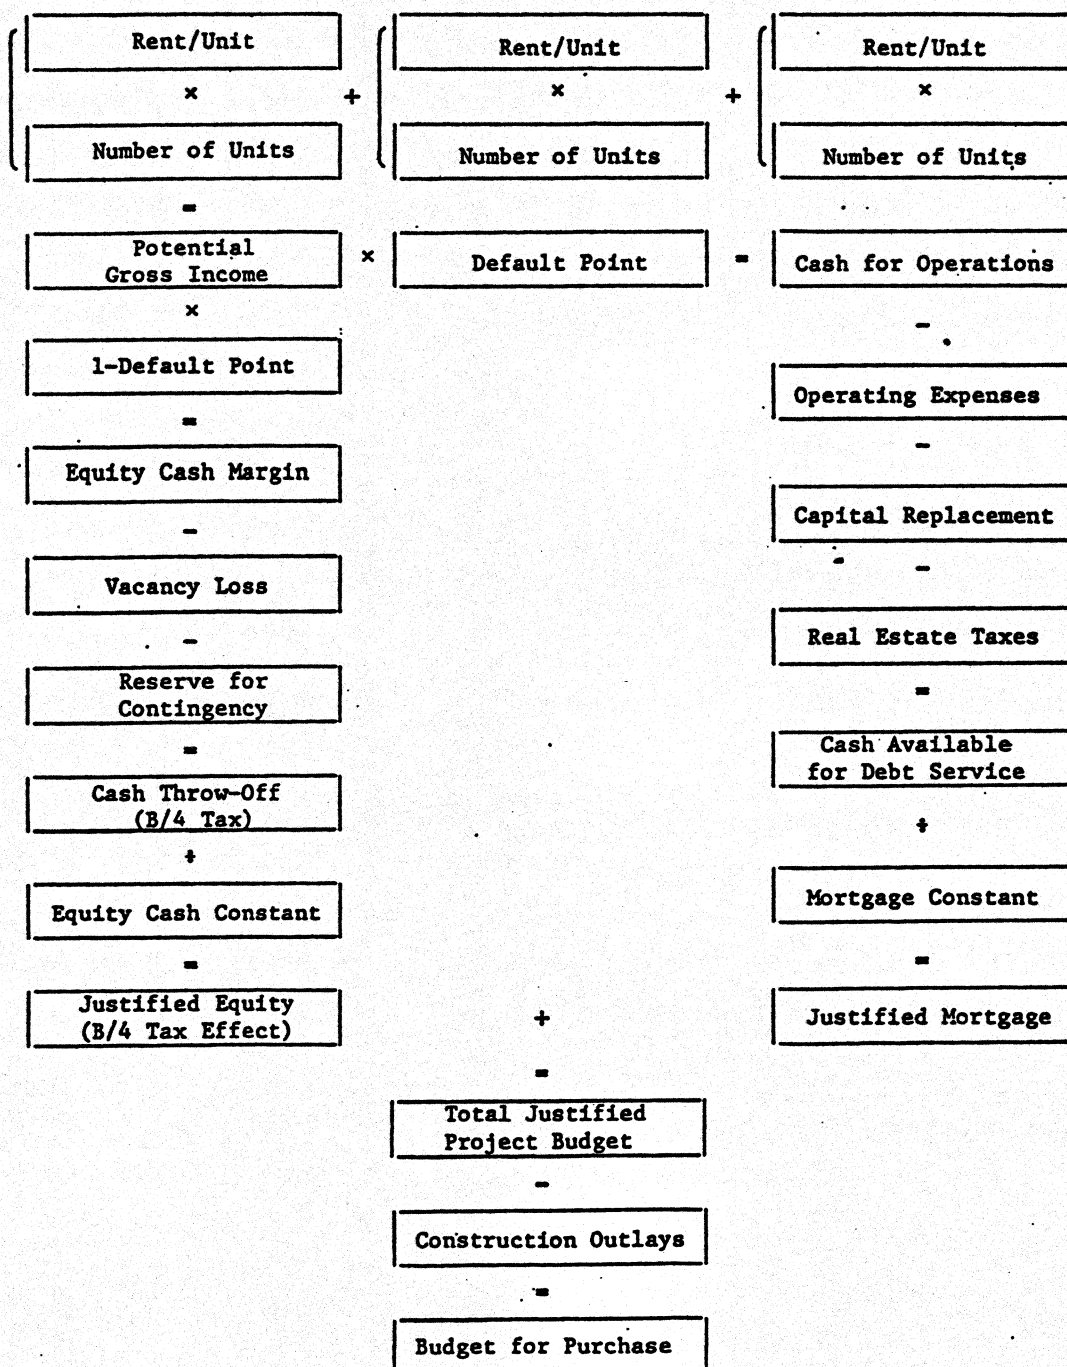 Rent/Unit Rent/Unit Rent/Unit
× + × + ×
Number of Units Number of Units Number of Units
=
Potential
Gross Income × Default Point = Cash for Operations
×
-
1-Default Point
Operating Expenses
=
-
Equity Cash Margin
Capital Replacement
-
-
Vacancy Loss
Real Estate Taxes
-
Reserve for
Contingency
=
=
Cash Available
for Debt Service
Cash Throw-Off
(B/4 Tax)
÷
÷
Equity Cash Constant
Mortgage Constant
=
=
Justified Equity
(B/4 Tax Effect) + Justified Mortgage
=
Total Justified
Project Budget
-
Construction Outlays
=
Budget for Purchase